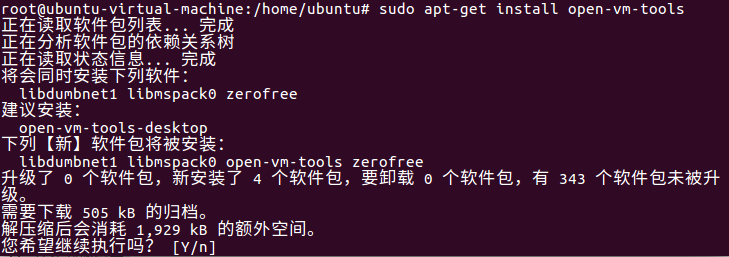 root@ubuntu-virtual-machine:/home/ubuntu# sudo apt-get install open-vm-tools
正在读取软件包列表... 完成
正在分析软件包的依赖关系树
正在读取状态信息... 完成
将会同时安装下列软件：
  libdumbnet1 libmspack0 zerofree
建议安装：
  open-vm-tools-desktop
下列【新】软件包将被安装：
  libdumbnet1 libmspack0 open-vm-tools zerofree
升级了 0 个软件包，新安装了 4 个软件包，要卸载 0 个软件包，有 343 个软件包未被升
级。
需要下载 505 kB 的归档。
解压缩后会消耗 1,929 kB 的额外空间。
您希望继续执行吗？ [Y/n]